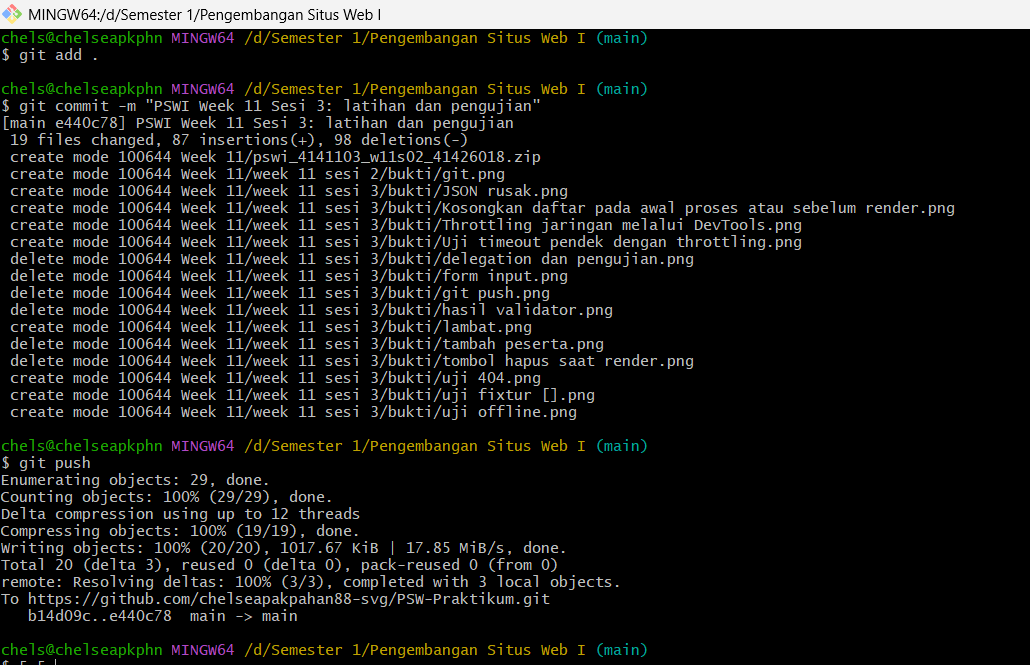 MINGW64:/d/Semester 1/Pengembangan Situs Web I
chels@chelseapkphn MINGW64 /d/Semester 1/Pengembangan Situs Web I (main)
$ git add .
chels@chelseapkphn MINGW64 /d/Semester 1/Pengembangan Situs Web I (main)
$ git commit -m "PSWI Week 11 Sesi 3: latihan dan pengujian"
[main e440c78] PSWI Week 11 Sesi 3: latihan dan pengujian
 19 files changed, 87 insertions(+), 98 deletions(-)
 create mode 100644 Week 11/pswi_4141103_w11s02_41426018.zip
 create mode 100644 Week 11/week 11 sesi 2/bukti/git.png
 create mode 100644 Week 11/week 11 sesi 3/bukti/JSON rusak.png
 create mode 100644 Week 11/week 11 sesi 3/bukti/Kosongkan daftar pada awal proses atau sebelum render.png
 create mode 100644 Week 11/week 11 sesi 3/bukti/Throttling jaringan melalui DevTools.png
 create mode 100644 Week 11/week 11 sesi 3/bukti/Uji timeout pendek dengan throttling.png
 delete mode 100644 Week 11/week 11 sesi 3/bukti/delegation dan pengujian.png
 delete mode 100644 Week 11/week 11 sesi 3/bukti/form input.png
 delete mode 100644 Week 11/week 11 sesi 3/bukti/git push.png
 delete mode 100644 Week 11/week 11 sesi 3/bukti/hasil validator.png
 create mode 100644 Week 11/week 11 sesi 3/bukti/lambat.png
 delete mode 100644 Week 11/week 11 sesi 3/bukti/tambah peserta.png
 delete mode 100644 Week 11/week 11 sesi 3/bukti/tombol hapus saat render.png
 create mode 100644 Week 11/week 11 sesi 3/bukti/uji 404.png
 create mode 100644 Week 11/week 11 sesi 3/bukti/uji fixtur [].png
 create mode 100644 Week 11/week 11 sesi 3/bukti/uji offline.png
chels@chelseapkphn MINGW64 /d/Semester 1/Pengembangan Situs Web I (main)
$ git push
Enumerating objects: 29, done.
Counting objects: 100% (29/29), done.
Delta compression using up to 12 threads
Compressing objects: 100% (19/19), done.
Writing objects: 100% (20/20), 1017.67 KiB | 17.85 MiB/s, done.
Total 20 (delta 3), reused 0 (delta 0), pack-reused 0 (from 0)
remote: Resolving deltas: 100% (3/3), completed with 3 local objects.
To https://github.com/chelseapakpahan88-svg/PSW-Praktikum.git
   b14d09c..e440c78  main -> main
chels@chelseapkphn MINGW64 /d/Semester 1/Pengembangan Situs Web I (main)
$